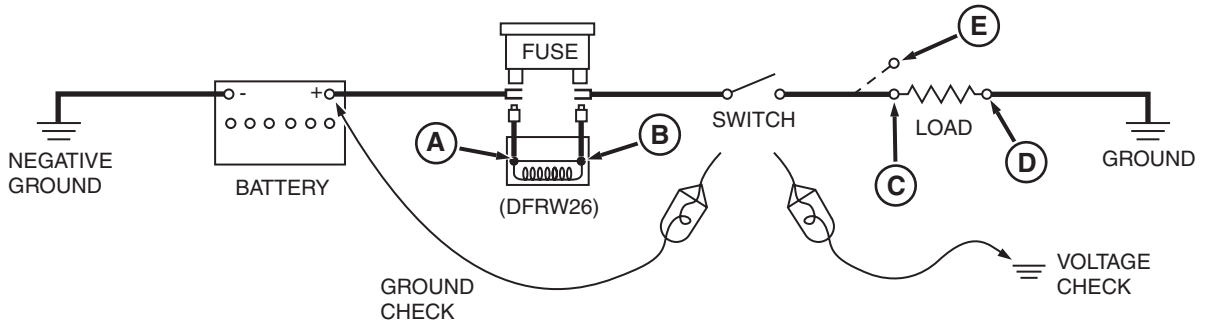 E
FUSE
- +
SWITCH
LOAD
A
B
C
D
NEGATIVE
GROUND
BATTERY
(DFRW26)
GROUND
GROUND
CHECK
VOLTAGE
CHECK